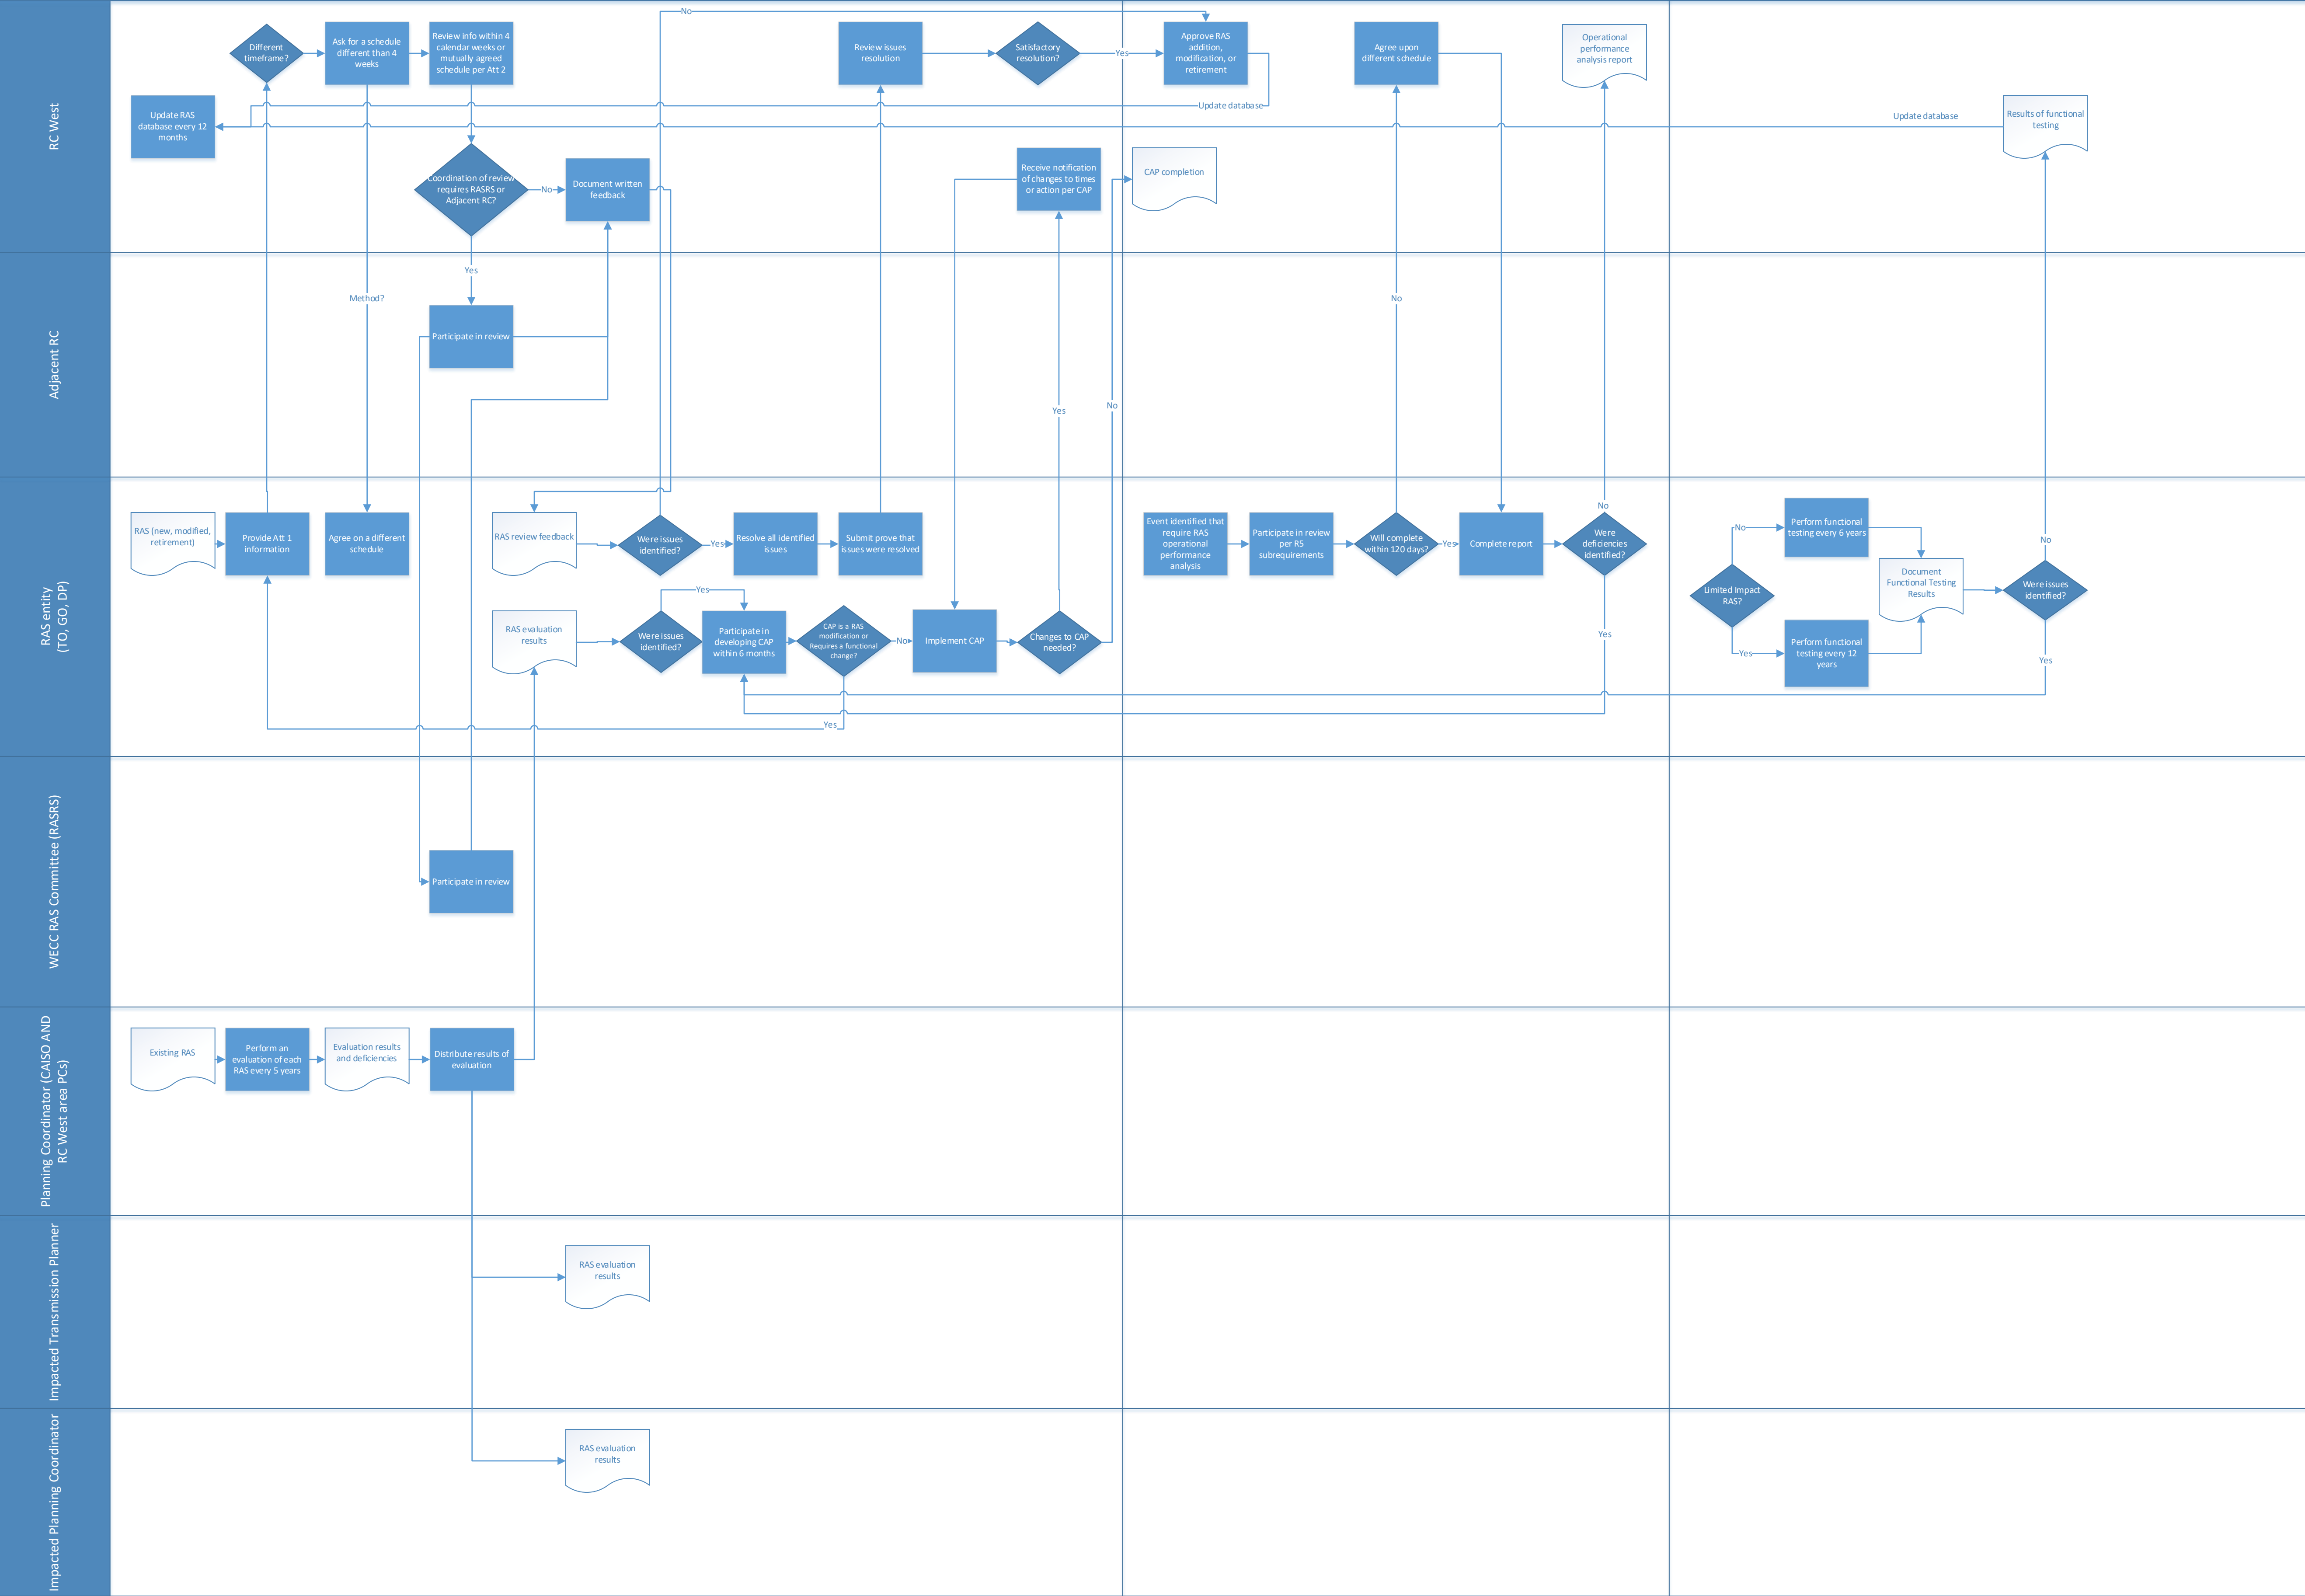 RC West
Different
timeframe?
Ask for a schedule
different than 4
weeks
Review info within 4
calendar weeks or
mutually agreed
schedule per Att 2
No
Review issues
resolution
Satisfactory
resolution?
Yes
Approve RAS
addition,
modification, or
retirement
Agree upon
different schedule
Operational
performance
analysis report
Update RAS
database every 12
months
Update database
Update database
Results of functional
testing
Coordination of review
requires RASRS or
Adjacent RC?
No
Document written
feedback
Receive notification
of changes to times
or action per CAP
CAP completion
Adjacent RC
Yes
Method?
Participate in review
Yes
No
No
RAS entity
(TO, GO, DP)
RAS (new, modified,
retirement)
Provide Att 1
information
Agree on a different
schedule
RAS review feedback
Were issues
identified?
Yes
Resolve all identified
issues
Submit prove that
issues were resolved
Event identified that
require RAS
operational
performance
analysis
Participate in review
per R5
subrequirements
Will complete
within 120 days?
Yes
Complete report
No
Were
deficiencies
identified?
Yes
RAS evaluation
results
Were issues
identified?
Yes
Participate in
developing CAP
within 6 months
CAP is a RAS
modification or
Requires a functional
change?
No
Yes
Implement CAP
Changes to CAP
needed?
Limited Impact
RAS?
No
Perform functional
testing every 6 years
Yes
Perform functional
testing every 12
years
Document
Functional Testing
Results
Were issues
identified?
No
Yes
WECC RAS Committee (RASRS)
Participate in review
Planning Coordinator (CAISO AND
RC West area PCs)
Existing RAS
Perform an
evaluation of each
RAS every 5 years
Evaluation results
and deficiencies
Distribute results of
evaluation
Impacted Transmission Planner
RAS evaluation
results
Impacted Planning Coordinator
RAS evaluation
results